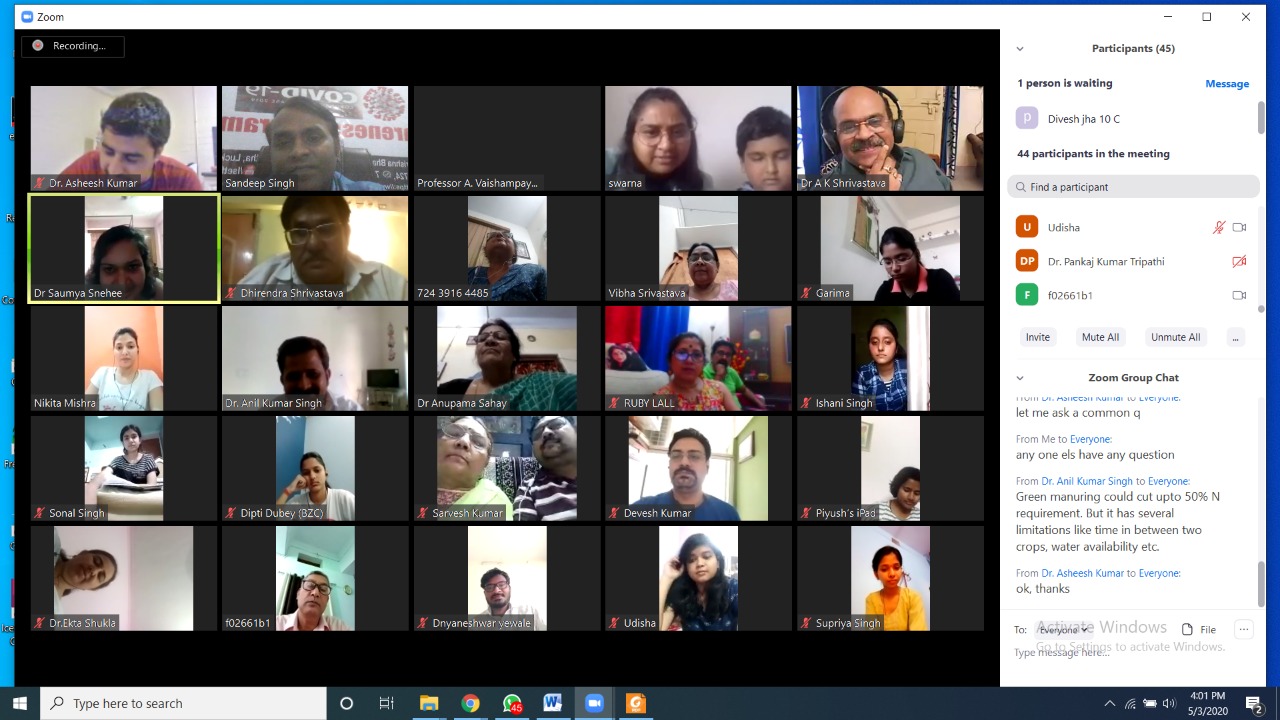 Zoom
Recording...
Participants (45)
1 person is waiting
Message
P
Divesh jha 10 C
44 participants in the meeting
Find a participant
U
Udisha
DP
Dr. Pankaj Kumar Tripathi
F
f02661b1
Invite
Mute All
Unmute All
...
Zoom Group Chat
From Dr. Asheesh Kumar to Everyone:
let me ask a common q
From Me to Everyone:
any one els have any question
From Dr. Anil Kumar Singh to Everyone:
Green manuring could cut upto 50% N
requirement. But it has several
limitations like time in between two
crops, water availability etc.
From Dr. Asheesh Kumar to Everyone:
ok, thanks
To: Everyone
File
Type message here...
Activate Windows
Go to Settings to activate Windows.
COVID-19
Dr. Asheesh Kumar
Sandeep Singh
Professor A. Vaishampay...
swarna
Dr A K Shrivastava
Dr Saumya Snehee
Dhirendra Shrivastava
724 3916 4485
Vibha Srivastava
Garima
Nikita Mishra
Dr. Anil Kumar Singh
Dr Anupama Sahay
RUBY LALL
Ishani Singh
Sonal Singh
Dipti Dubey (BZC)
Sarvesh Kumar
Devesh Kumar
Piyush's iPad
Dr.Ekta Shukla
f02661b1
Dnyaneshwar yewale
Udisha
Supriya Singh
Type here to search
45
W
4:01 PM
5/3/2020
2